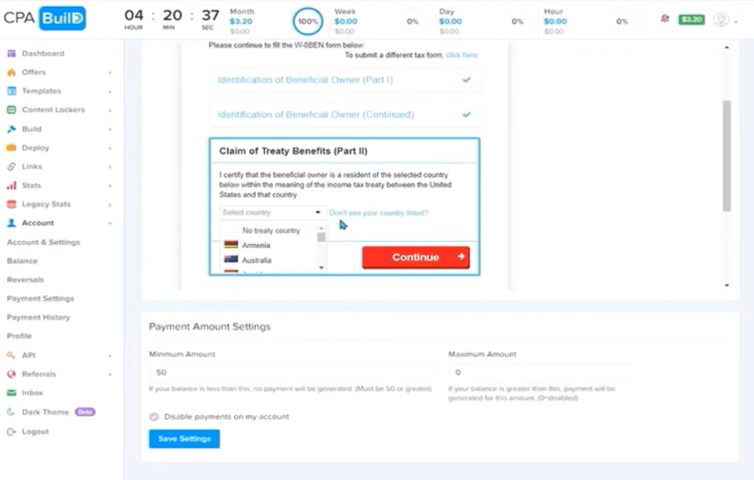 CPA BuilD
04 : 20 : 37
HOUR MIN SEC
Month
$3.20
$0.00
100%
Week
$0.00
$0.00
0%
Day
$0.00
$0.00
0%
Hour
$0.00
$0.00
0%
$3.20
Dashboard
Offers
Templates
Content Lockers
Build
Deploy
Links
Stats
Legacy Stats
Account
Account & Settings
Balance
Reversals
Payment Settings
Payment History
Profile
API
Referrals
Inbox
Dark Theme Beta
Logout
Please continue to fill the W-8BEN form below:
To submit a different tax form, click here
Identification of Beneficial Owner (Part I)
Identification of Beneficial Owner (Continued)
Claim of Treaty Benefits (Part II)
I certify that the beneficial owner is a resident of the selected country
below within the meaning of the income tax treaty between the United
States and that country
Select country
Don't see your country listed?
No treaty country
Armenia
Australia
Continue
Payment Amount Settings
Minimum Amount
50
If your balance is less than this, no payment will be generated. (Must be 50 or greater)
Maximum Amount
0
If your balance is greater than this, payment will be
generated for this amount. (0=disabled)
Disable payments on my account
Save Settings